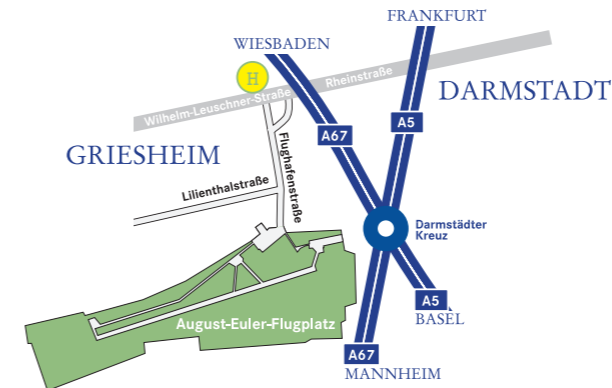 FRANKFURT
WIESBADEN
H
Rheinstraße
DARMSTADT
Wilhelm-Leuschner-Straße
A67
A5
GRIESHEIM
Flughafenstraße
Lilienthalstraße
Darmstädter
Kreuz
A5
August-Euler-Flugplatz
BASEL
A67
MANNHEIM